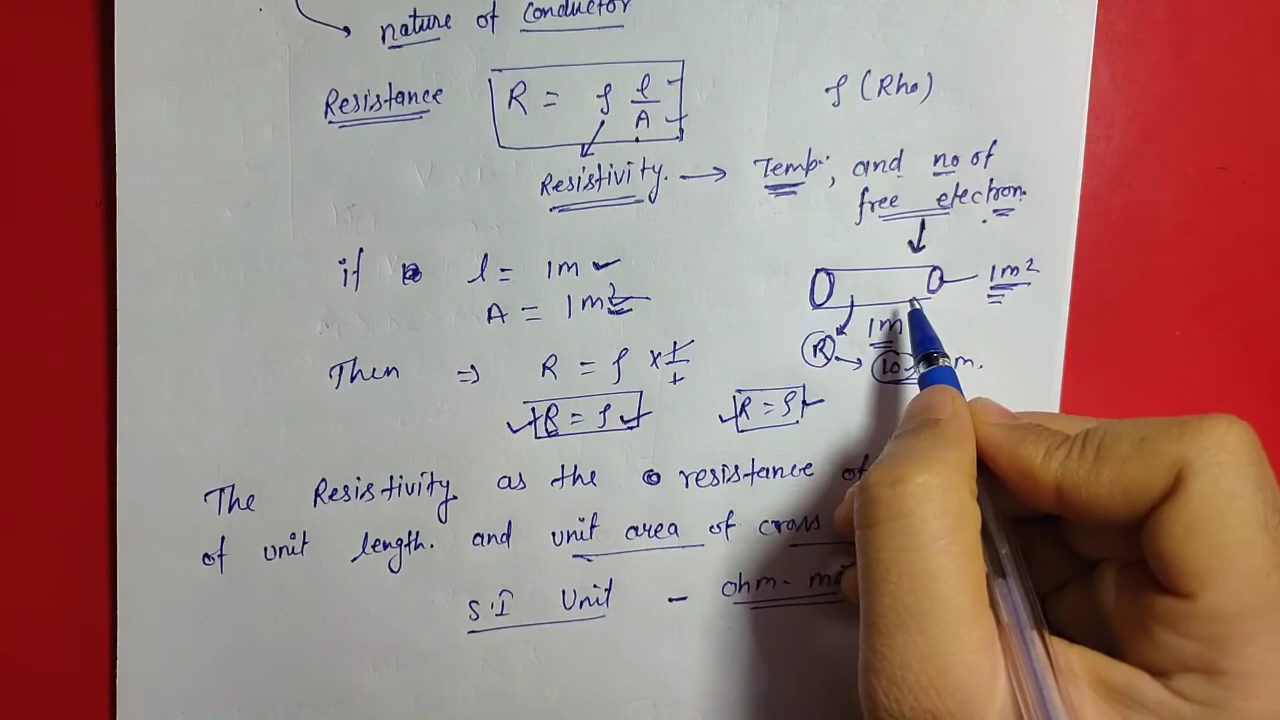 nature of conductor
Resistance R = ρ l/A ρ (Rho)
Resistivity. → Temp., and no of
free electron.
if l = 1m ✓
A = 1m²
1m²
1m
Then ⇒ R = ρ × 1/1
R → 10 m.
✓ R = ρ ✓ R = ρ ✓
The Resistivity as the resistance of
of unit length. and unit area of cross
S.I Unit - ohm-